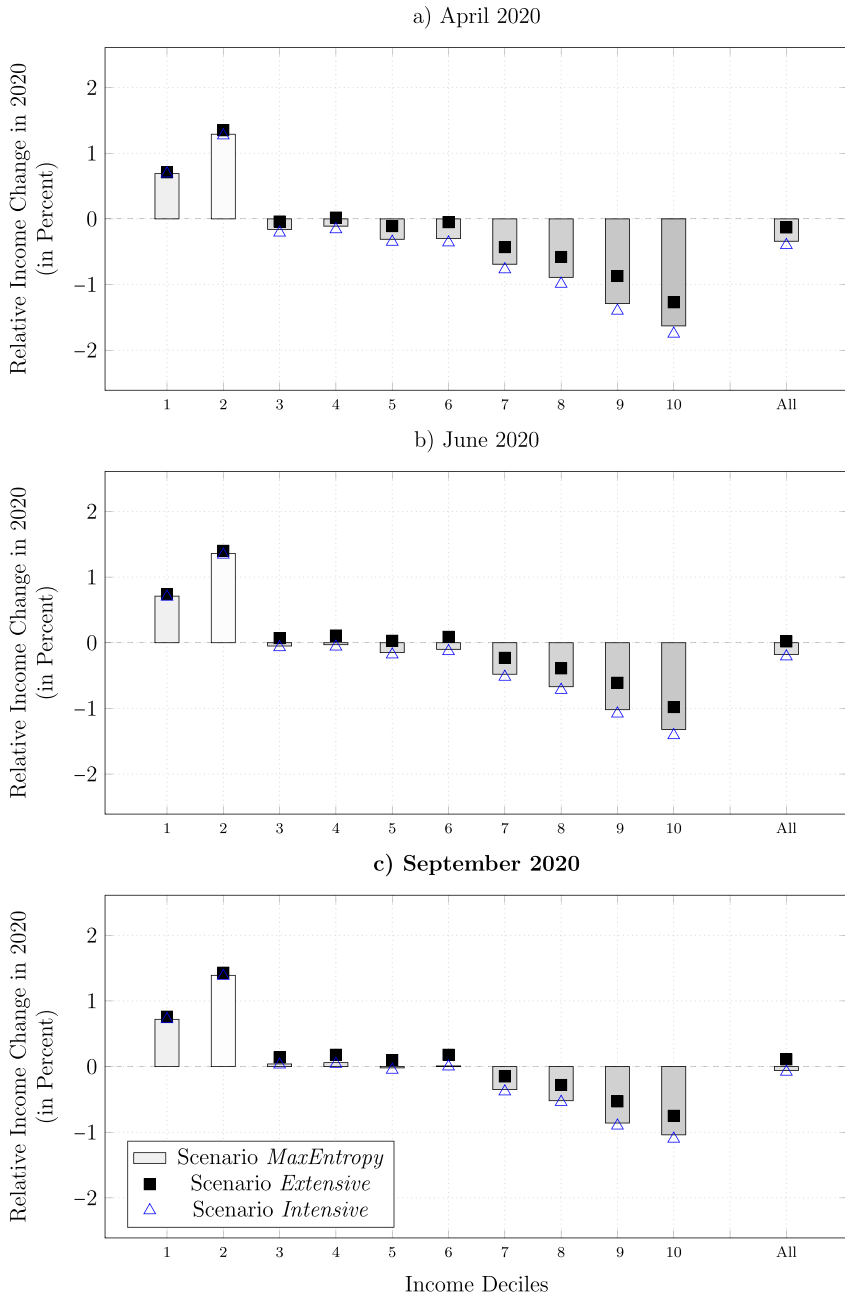 a) April 2020
Relative Income Change in 2020
(in Percent)
2
1
0
−1
−2
1 2 3 4 5 6 7 8 9 10 All
b) June 2020
Relative Income Change in 2020
(in Percent)
2
1
0
−1
−2
1 2 3 4 5 6 7 8 9 10 All
c) September 2020
Relative Income Change in 2020
(in Percent)
2
1
0
−1
−2
Scenario MaxEntropy
Scenario Extensive
Scenario Intensive
1 2 3 4 5 6 7 8 9 10 All
Income Deciles